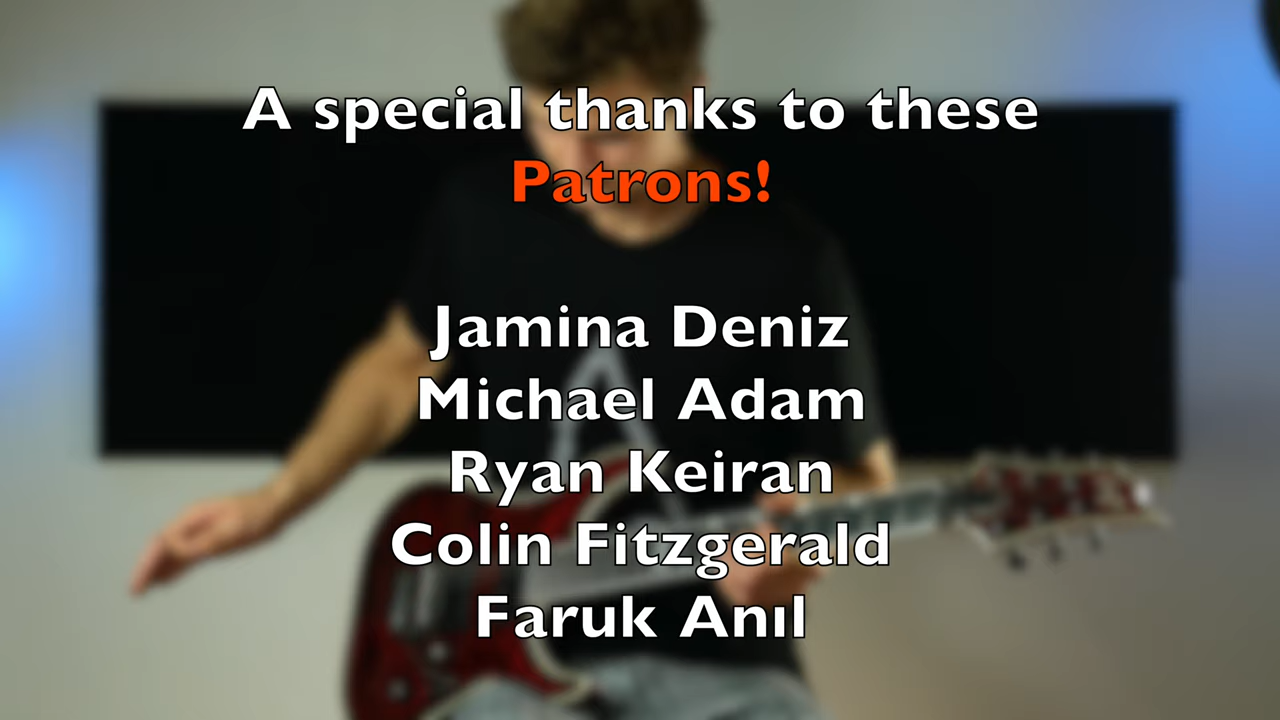 A special thanks to these
Patrons!
Jamina Deniz
Michael Adam
Ryan Keiran
Colin Fitzgerald
Faruk Anıl